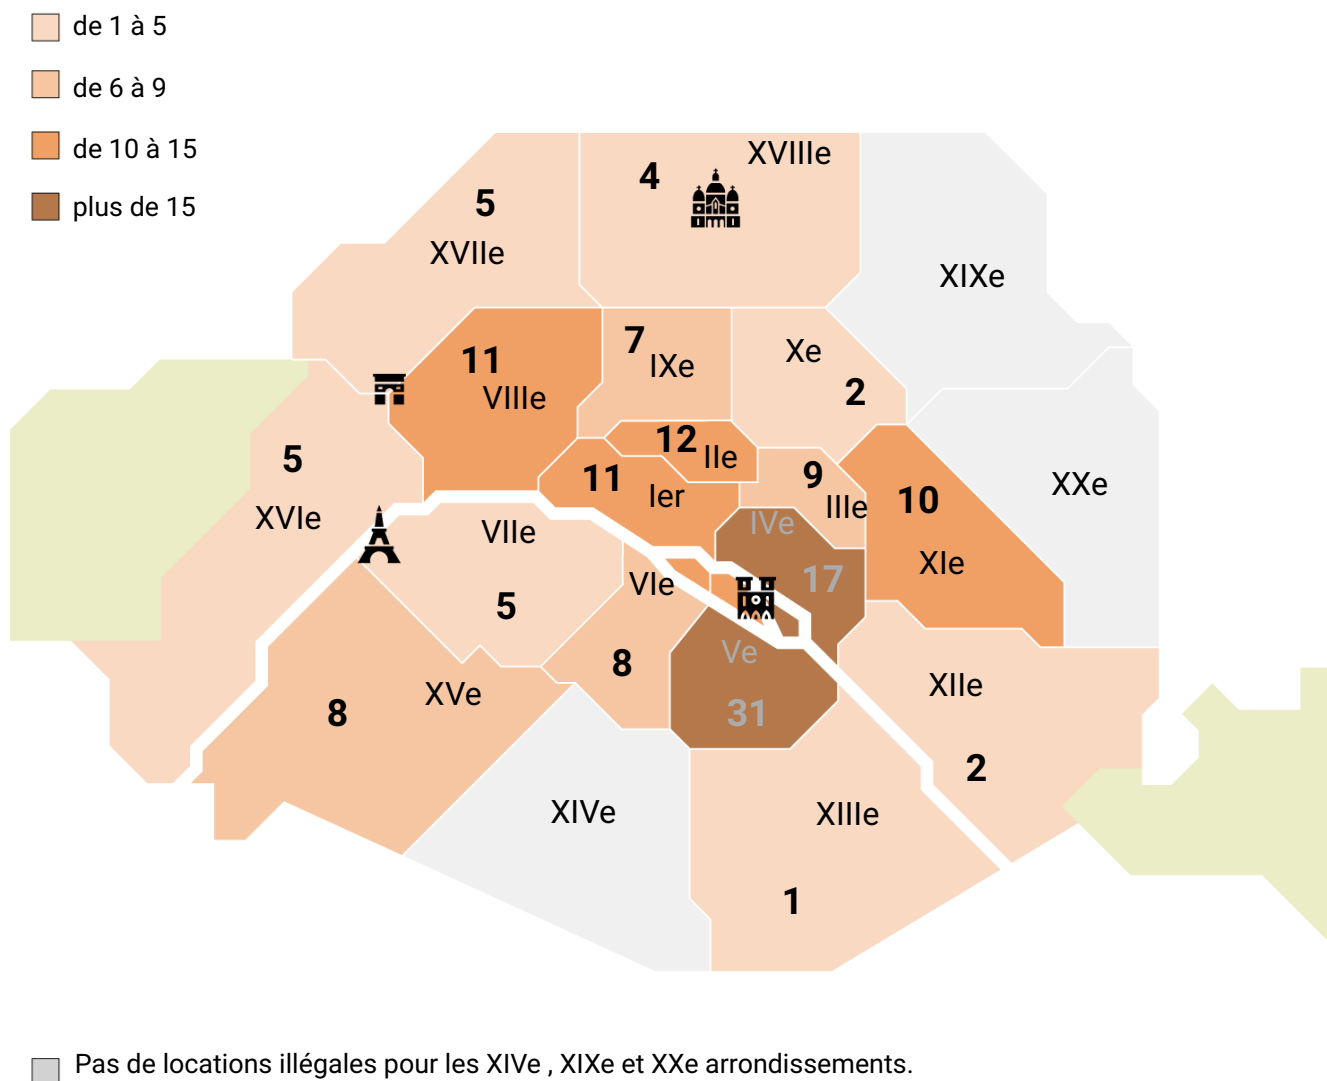 de 1 à 5
de 6 à 9
de 10 à 15
plus de 15
XVIIIe
4
5
XVIIe
XIXe
7
IXe
Xe
2
11
VIIIe
12
IIe
11
Ier
9
IIIe
10
XIe
XXe
5
XVIe
VIIe
5
IVe
17
VIe
8
Ve
31
XIIe
2
XVe
8
XIVe
XIIIe
1
Pas de locations illégales pour les XIVe , XIXe et XXe arrondissements.